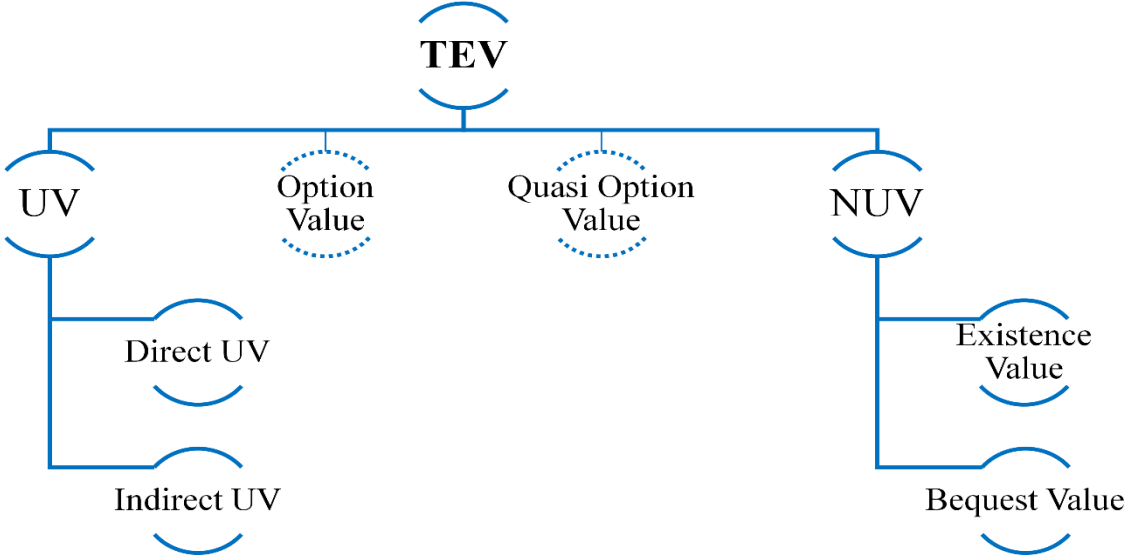 TEV
UV
Option
Value
Quasi Option
Value
NUV
Direct UV
Existence
Value
Indirect UV
Bequest Value